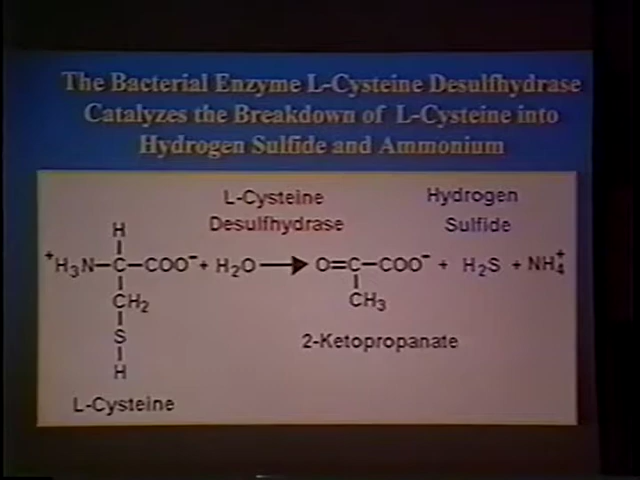 The Bacterial Enzyme L-Cysteine Desulfhydrase
Catalyzes the Breakdown of L-Cysteine into
Hydrogen Sulfide and Ammonium
L-Cysteine
Desulfhydrase
Hydrogen
Sulfide
H
+H3N-C-COO- + H2O → O=C-COO- + H2S + NH4+
CH2
CH3
S
H
2-Ketopropanate
L-Cysteine